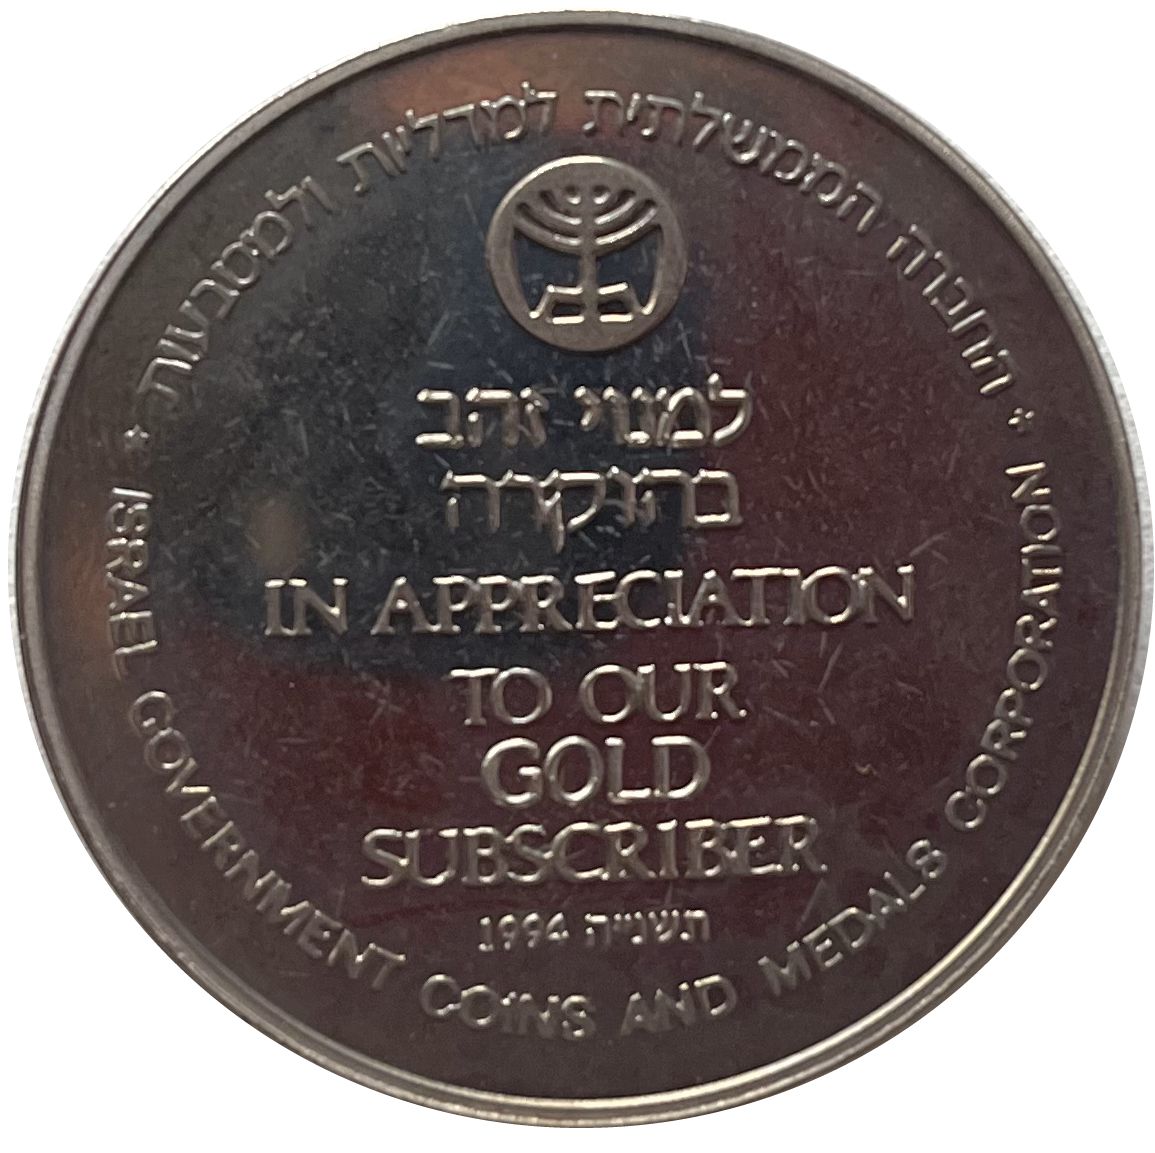 החברה הממשלתית למדליות ולמטבעות
למנוי זהב
בהוקרה
IN APPRECIATION
TO OUR
GOLD
SUBSCRIBER
1994 תשנ״ה
ISRAEL GOVERNMENT COINS AND MEDALS CORPORATION